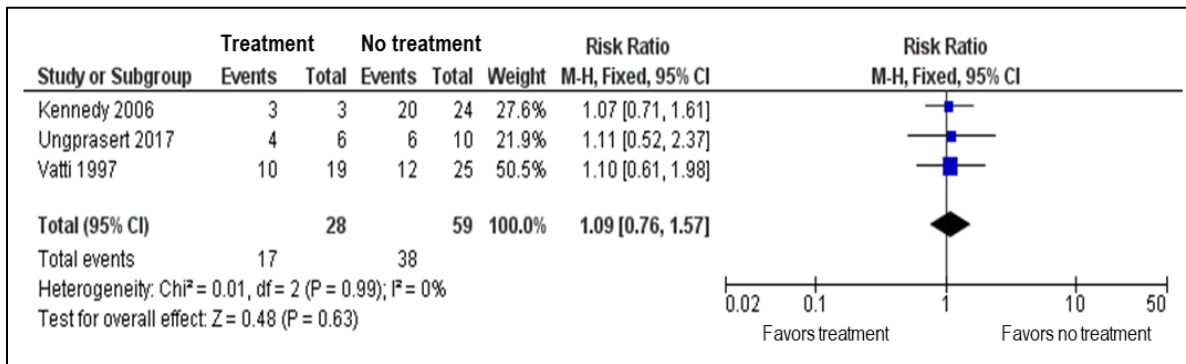 Treatment No treatment Risk Ratio Risk Ratio
Study or Subgroup Events Total Events Total Weight M-H, Fixed, 95% CI M-H, Fixed, 95% CI
Kennedy 2006 3 3 20 24 27.6% 1.07 [0.71, 1.61]
Ungprasert 2017 4 6 6 10 21.9% 1.11 [0.52, 2.37]
Vatti 1997 10 19 12 25 50.5% 1.10 [0.61, 1.98]
Total (95% CI) 28 59 100.0% 1.09 [0.76, 1.57]
Total events 17 38
Heterogeneity: Chi² = 0.01, df = 2 (P = 0.99); I² = 0%
Test for overall effect: Z = 0.48 (P = 0.63)
0.02 0.1 1 10 50
Favors treatment Favors no treatment